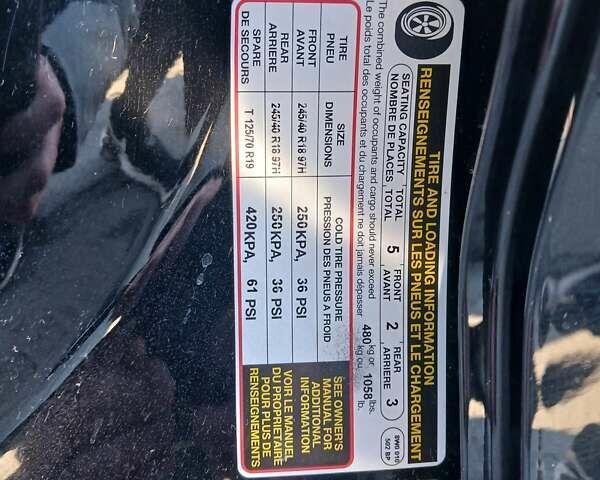 TIRE AND LOADING INFORMATION
RENSEIGNEMENTS SUR LES PNEUS ET LE CHARGEMENT
SEATING CAPACITY
NOMBRE DE PLACES
TOTAL
TOTAL
5
FRONT
AVANT
2
REAR
ARRIERE
3
8W0 010
502 BP
The combined weight of occupants and cargo should never exceed
Le poids total des occupants et du chargement ne doit jamais dépasser
480
kg or
kg ou
1058
lbs.
lb.
TIRE
PNEU
SIZE
DIMENSIONS
COLD TIRE PRESSURE
PRESSION DES PNEUS A FROID
FRONT
AVANT
245/40 R18 97H
250KPA, 36 PSI
REAR
ARRIERE
245/40 R18 97H
250KPA, 36 PSI
SPARE
DE SECOURS
T 125/70 R19
420KPA, 61 PSI
SEE OWNER'S
MANUAL FOR
ADDITIONAL
INFORMATION
VOIR LE MANUEL
DU PROPRIETAIRE
POUR PLUS DE
RENSEIGNEMENTS